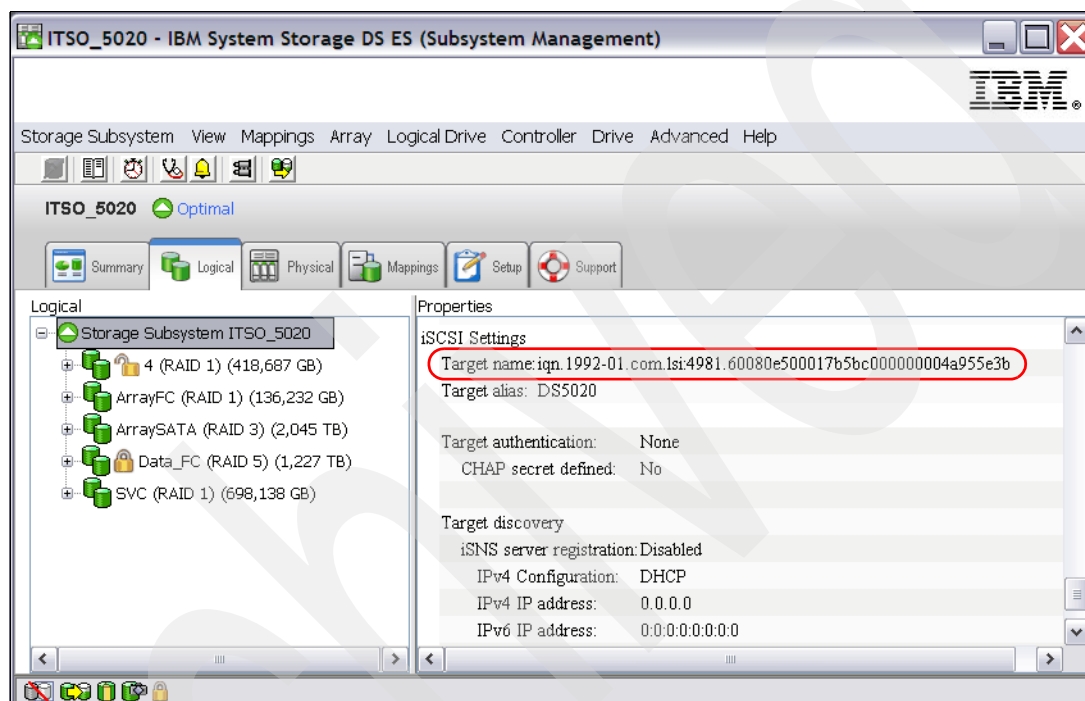 ITSO_5020 - IBM System Storage DS ES (Subsystem Management)
IBM®
Storage Subsystem View Mappings Array Logical Drive Controller Drive Advanced Help
ITSO_5020 Optimal
Summary Logical Physical Mappings Setup Support
Logical
Storage Subsystem ITSO_5020
4 (RAID 1) (418,687 GB)
ArrayFC (RAID 1) (136,232 GB)
ArraySATA (RAID 3) (2,045 TB)
Data_FC (RAID 5) (1,227 TB)
SVC (RAID 1) (698,138 GB)
Properties
iSCSI Settings
Target name: iqn.1992-01.com.lsi:4981.60080e500017b5bc000000004a955e3b
Target alias: DS5020
Target authentication: None
CHAP secret defined: No
Target discovery
iSNS server registration: Disabled
IPv4 Configuration: DHCP
IPv4 IP address: 0.0.0.0
IPv6 IP address: 0:0:0:0:0:0:0:0